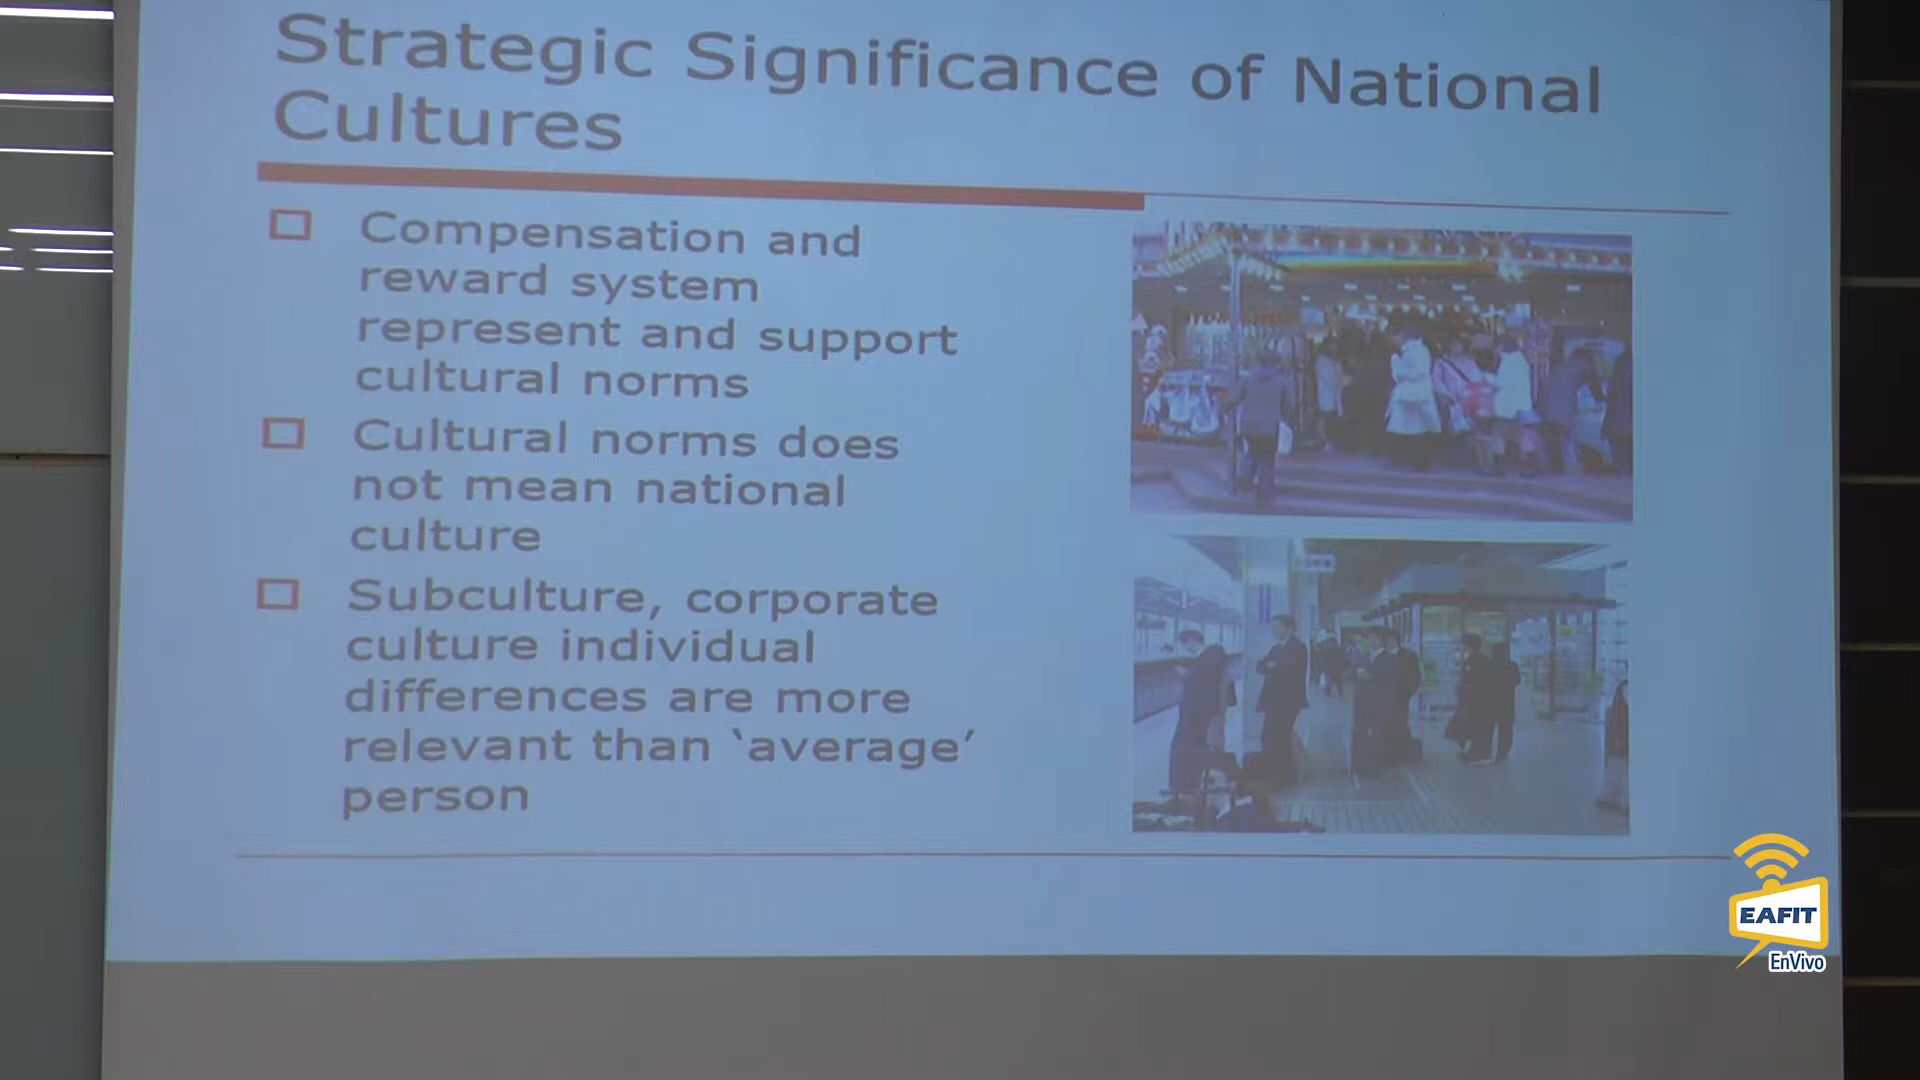 Strategic Significance of National
Cultures
Compensation and
reward system
represent and support
cultural norms
Cultural norms does
not mean national
culture
Subculture, corporate
culture individual
differences are more
relevant than ‘average’
person
EAFIT
EnVivo